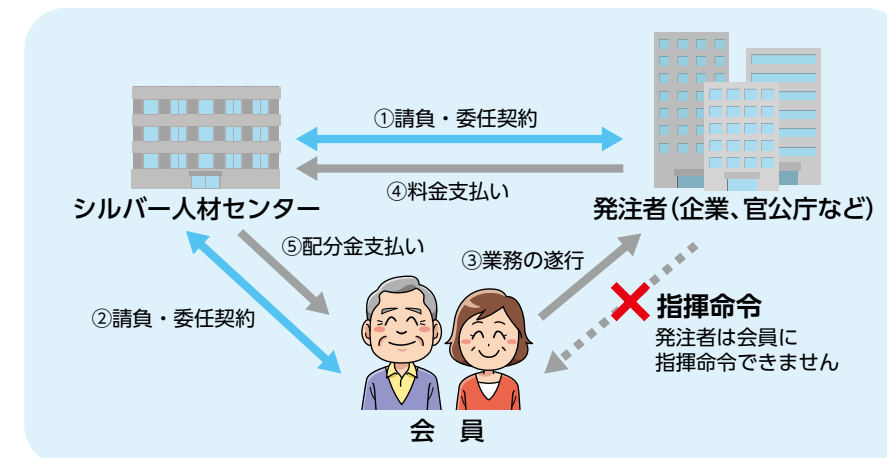 ①請負・委任契約
④料金支払い
シルバー人材センター
発注者（企業、官公庁など）
⑤配分金支払い
③業務の遂行
②請負・委任契約
指揮命令
発注者は会員に
指揮命令できません
会　員